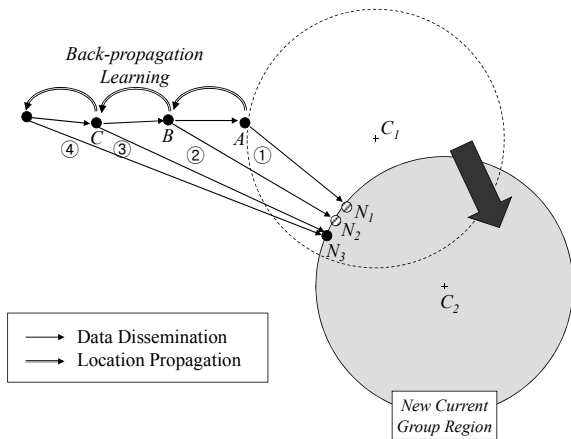 Back-propagation
Learning
C
B
A
C1
④
③
②
①
N1
N2
N3
C2
Data Dissemination
Location Propagation
New Current
Group Region